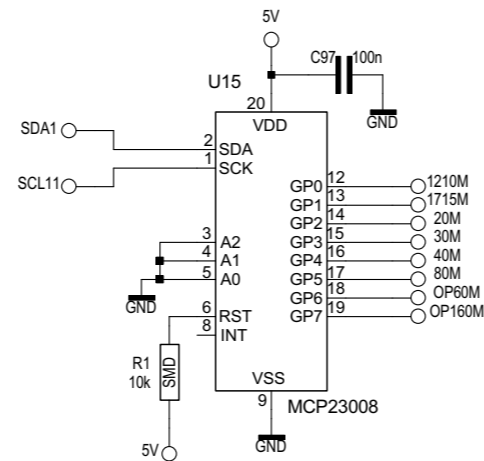 5V
C97 100n
U15
20
GND
VDD
SDA1
2 SDA
1 SCK
SCL11
GP0 12 1210M
GP1 13 1715M
GP2 14 20M
3 A2 GP3 15 30M
4 A1 GP4 16 40M
5 A0 GP5 17 80M
GP6 18 OP60M
GND
6 RST GP7 19 OP160M
8 INT
R1
10k
SMD
VSS
9 MCP23008
5V
GND